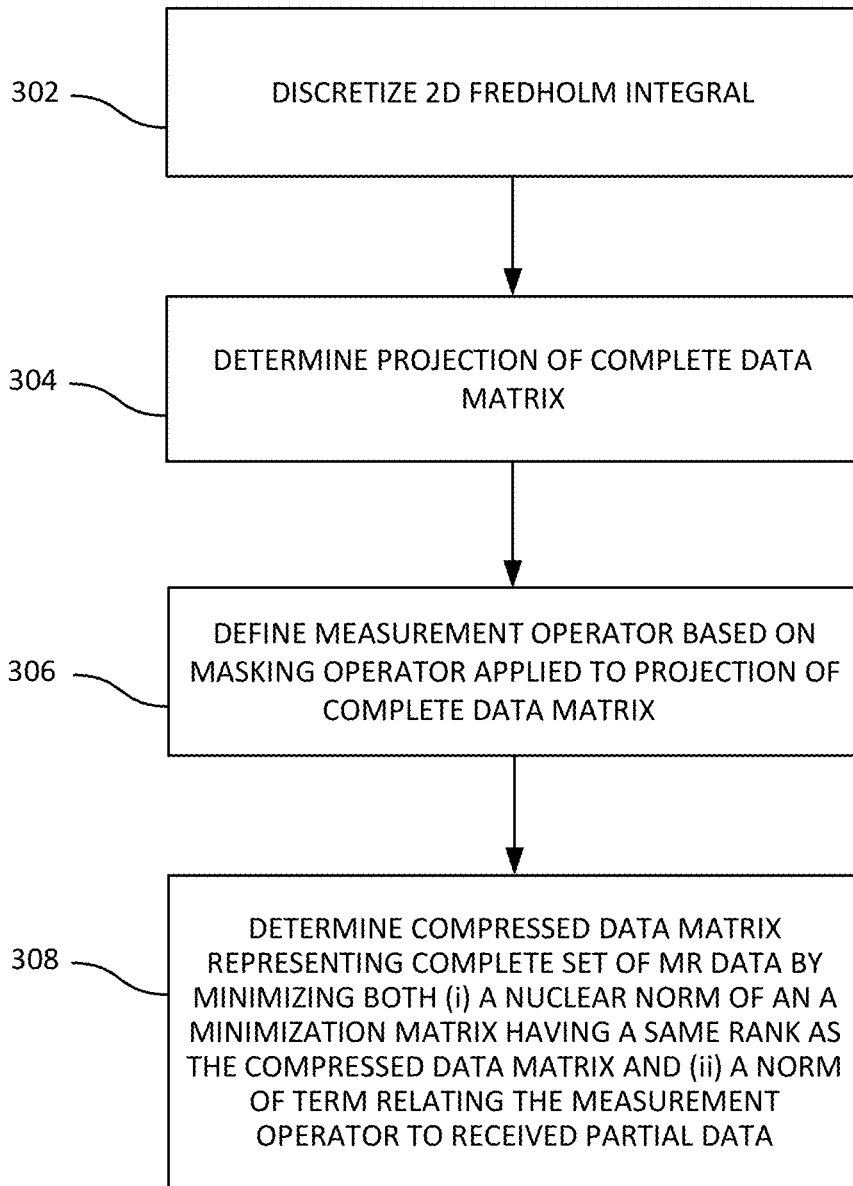 302
DISCRETIZE 2D FREDHOLM INTEGRAL
304
DETERMINE PROJECTION OF COMPLETE DATA
MATRIX
306
DEFINE MEASUREMENT OPERATOR BASED ON
MASKING OPERATOR APPLIED TO PROJECTION OF
COMPLETE DATA MATRIX
308
DETERMINE COMPRESSED DATA MATRIX
REPRESENTING COMPLETE SET OF MR DATA BY
MINIMIZING BOTH (i) A NUCLEAR NORM OF AN A
MINIMIZATION MATRIX HAVING A SAME RANK AS
THE COMPRESSED DATA MATRIX AND (ii) A NORM
OF TERM RELATING THE MEASUREMENT
OPERATOR TO RECEIVED PARTIAL DATA